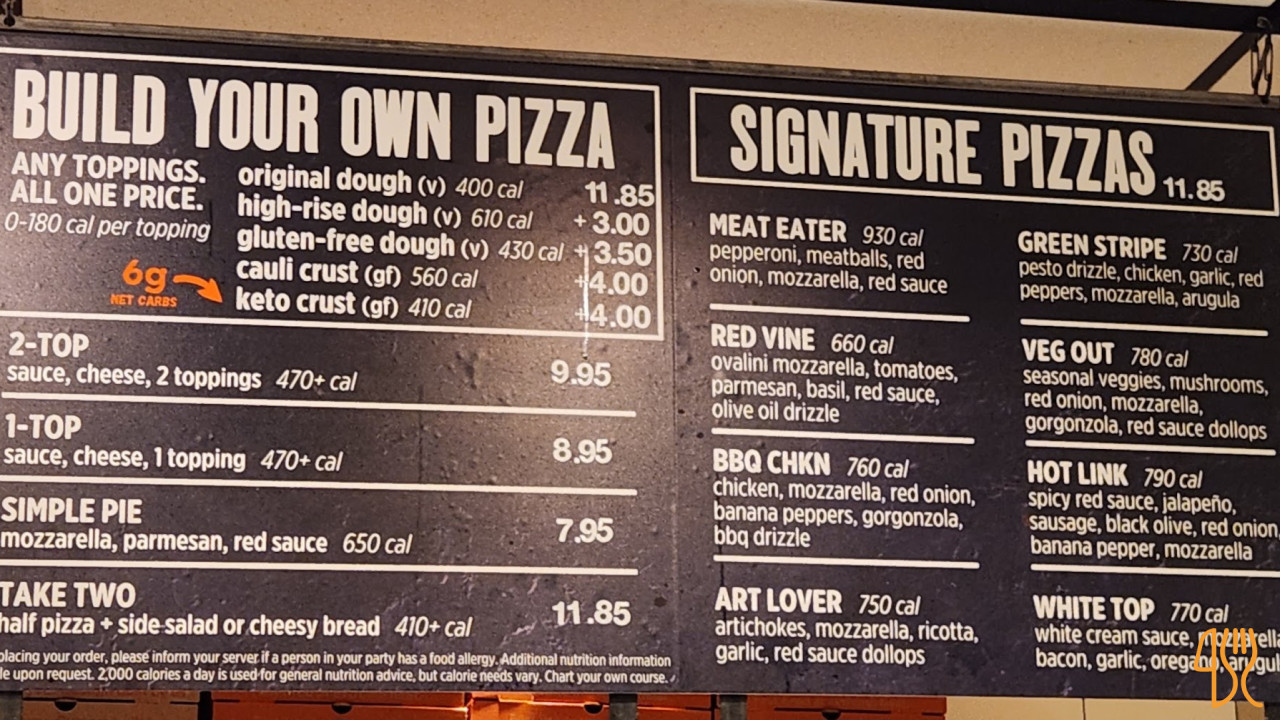 BUILD YOUR OWN PIZZA
ANY TOPPINGS.
ALL ONE PRICE.
0-180 cal per topping
original dough (v) 400 cal 11.85
high-rise dough (v) 610 cal +3.00
gluten-free dough (v) 430 cal +3.50
cauli crust (gf) 560 cal +4.00
keto crust (gf) 410 cal +4.00
6g
NET CARBS
2-TOP
sauce, cheese, 2 toppings 470+ cal 9.95
1-TOP
sauce, cheese, 1 topping 470+ cal 8.95
SIMPLE PIE
mozzarella, parmesan, red sauce 650 cal 7.95
TAKE TWO
half pizza + side salad or cheesy bread 410+ cal 11.85
placing your order, please inform your server if a person in your party has a food allergy. Additional nutrition information
le upon request. 2,000 calories a day is used for general nutrition advice, but calorie needs vary. Chart your own course.
SIGNATURE PIZZAS 11.85
MEAT EATER 930 cal
pepperoni, meatballs, red
onion, mozzarella, red sauce
RED VINE 660 cal
ovalini mozzarella, tomatoes,
parmesan, basil, red sauce,
olive oil drizzle
BBQ CHKN 760 cal
chicken, mozzarella, red onion,
banana peppers, gorgonzola,
bbq drizzle
ART LOVER 750 cal
artichokes, mozzarella, ricotta,
garlic, red sauce dollops
GREEN STRIPE 730 cal
pesto drizzle, chicken, garlic, red
peppers, mozzarella, arugula
VEG OUT 780 cal
seasonal veggies, mushrooms,
red onion, mozzarella,
gorgonzola, red sauce dollops
HOT LINK 790 cal
spicy red sauce, jalapeño,
sausage, black olive, red onion,
banana pepper, mozzarella
WHITE TOP 770 cal
white cream sauce,
bacon, garlic, oregano,